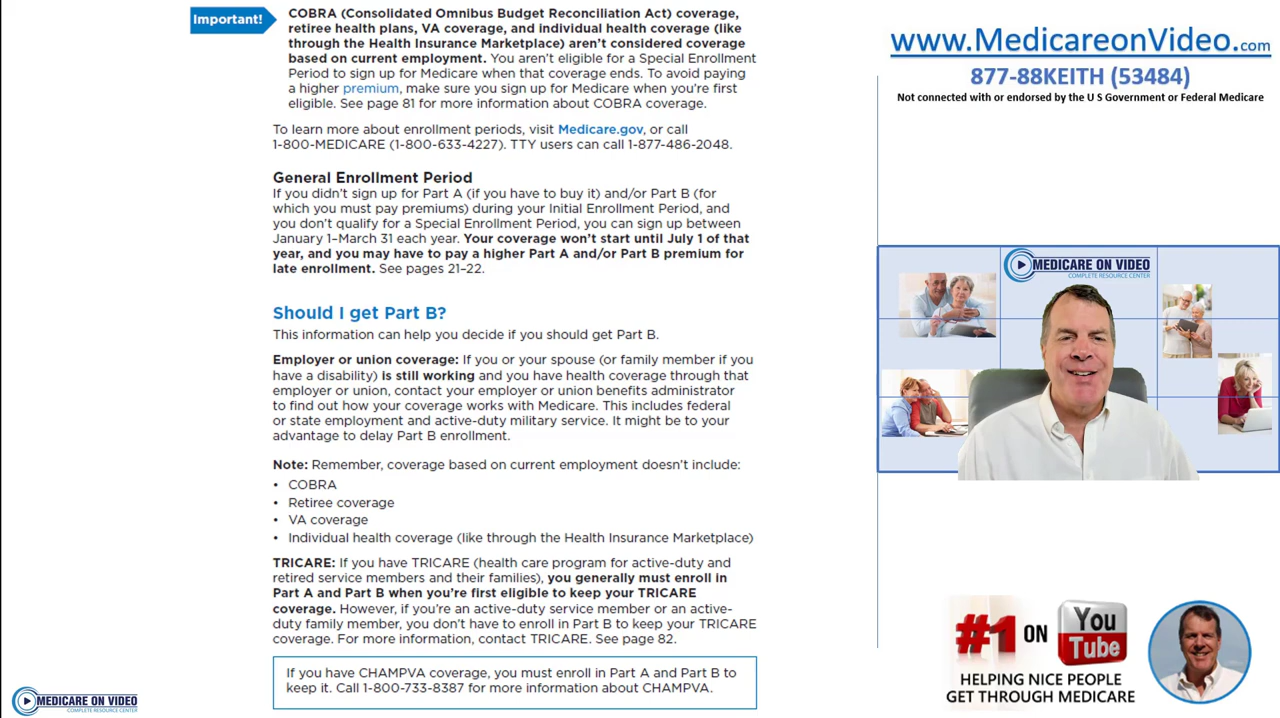 Important!
COBRA (Consolidated Omnibus Budget Reconciliation Act) coverage,
retiree health plans, VA coverage, and individual health coverage (like
through the Health Insurance Marketplace) aren't considered coverage
based on current employment. You aren't eligible for a Special Enrollment
Period to sign up for Medicare when that coverage ends. To avoid paying
a higher premium, make sure you sign up for Medicare when you're first
eligible. See page 81 for more information about COBRA coverage.
To learn more about enrollment periods, visit Medicare.gov, or call
1-800-MEDICARE (1-800-633-4227). TTY users can call 1-877-486-2048.
General Enrollment Period
If you didn't sign up for Part A (if you have to buy it) and/or Part B (for
which you must pay premiums) during your Initial Enrollment Period, and
you don't qualify for a Special Enrollment Period, you can sign up between
January 1–March 31 each year. Your coverage won't start until July 1 of that
year, and you may have to pay a higher Part A and/or Part B premium for
late enrollment. See pages 21–22.
Should I get Part B?
This information can help you decide if you should get Part B.
Employer or union coverage: If you or your spouse (or family member if you
have a disability) is still working and you have health coverage through that
employer or union, contact your employer or union benefits administrator
to find out how your coverage works with Medicare. This includes federal
or state employment and active-duty military service. It might be to your
advantage to delay Part B enrollment.
Note: Remember, coverage based on current employment doesn't include:
• COBRA
• Retiree coverage
• VA coverage
• Individual health coverage (like through the Health Insurance Marketplace)
TRICARE: If you have TRICARE (health care program for active-duty and
retired service members and their families), you generally must enroll in
Part A and Part B when you're first eligible to keep your TRICARE
coverage. However, if you're an active-duty service member or an active-
duty family member, you don't have to enroll in Part B to keep your TRICARE
coverage. For more information, contact TRICARE. See page 82.
If you have CHAMPVA coverage, you must enroll in Part A and Part B to
keep it. Call 1-800-733-8387 for more information about CHAMPVA.
MEDICARE ON VIDEO
COMPLETE RESOURCE CENTER
www.MedicareonVideo.com
877-88KEITH (53484)
Not connected with or endorsed by the U S Government or Federal Medicare
MEDICARE ON VIDEO
COMPLETE RESOURCE CENTER
#1 ON
You
Tube
HELPING NICE PEOPLE
GET THROUGH MEDICARE